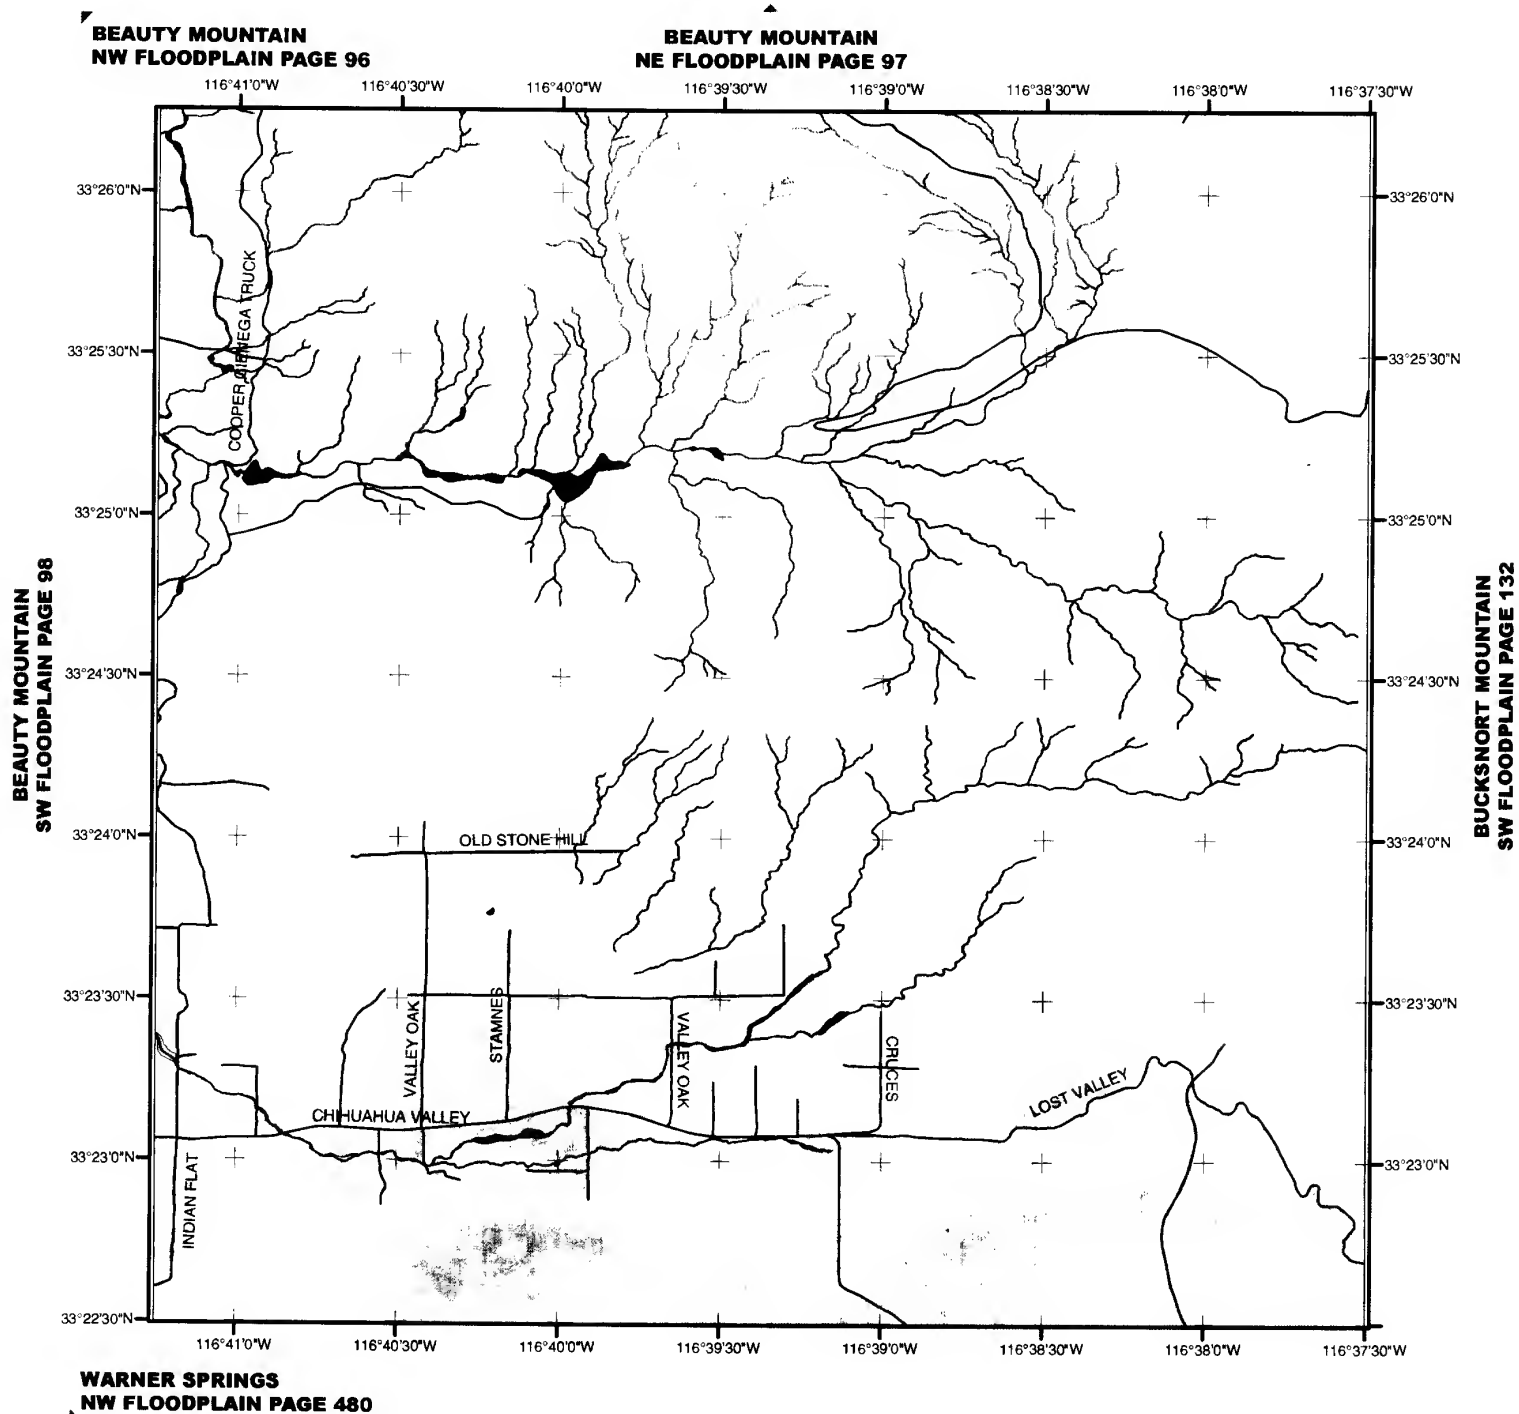 BEAUTY MOUNTAIN
NW FLOODPLAIN PAGE 96
BEAUTY MOUNTAIN
NE FLOODPLAIN PAGE 97
116°41'0"W
116°40'30"W
116°40'0"W
116°39'30"W
116°39'0"W
116°38'30"W
116°38'0"W
116°37'30"W
33°26'0"N
33°26'0"N
COOPER CIENEGA TRUCK
33°25'30"N
33°25'30"N
33°25'0"N
33°25'0"N
BEAUTY MOUNTAIN
SW FLOODPLAIN PAGE 98
BUCKSNORT MOUNTAIN
SW FLOODPLAIN PAGE 132
33°24'30"N
33°24'30"N
33°24'0"N
33°24'0"N
OLD STONE HILL
33°23'30"N
33°23'30"N
VALLEY OAK
STAMNES
VALLEY OAK
CRUCES
LOST VALLEY
CHIHUAHUA VALLEY
33°23'0"N
33°23'0"N
INDIAN FLAT
33°22'30"N
116°41'0"W
116°40'30"W
116°40'0"W
116°39'30"W
116°39'0"W
116°38'30"W
116°38'0"W
116°37'30"W
WARNER SPRINGS
NW FLOODPLAIN PAGE 480